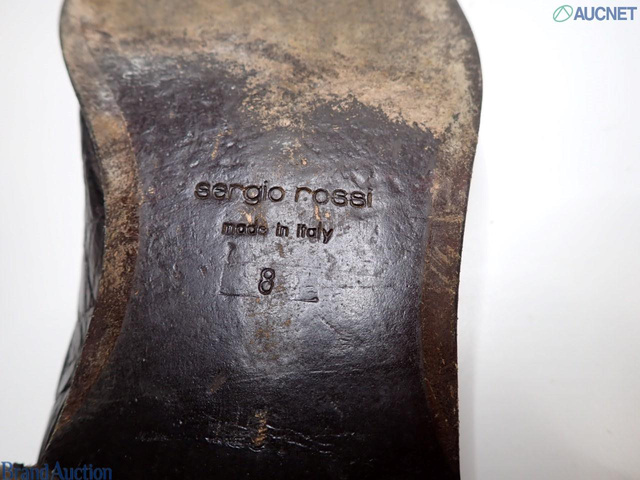 AUCNET
sergio rossi
made in italy
8
Brand Auction